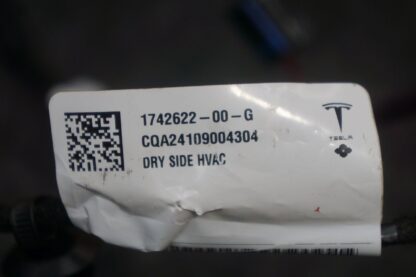 1742622-00-G
CQA24109004304
DRY SIDE HVAC
TESLA